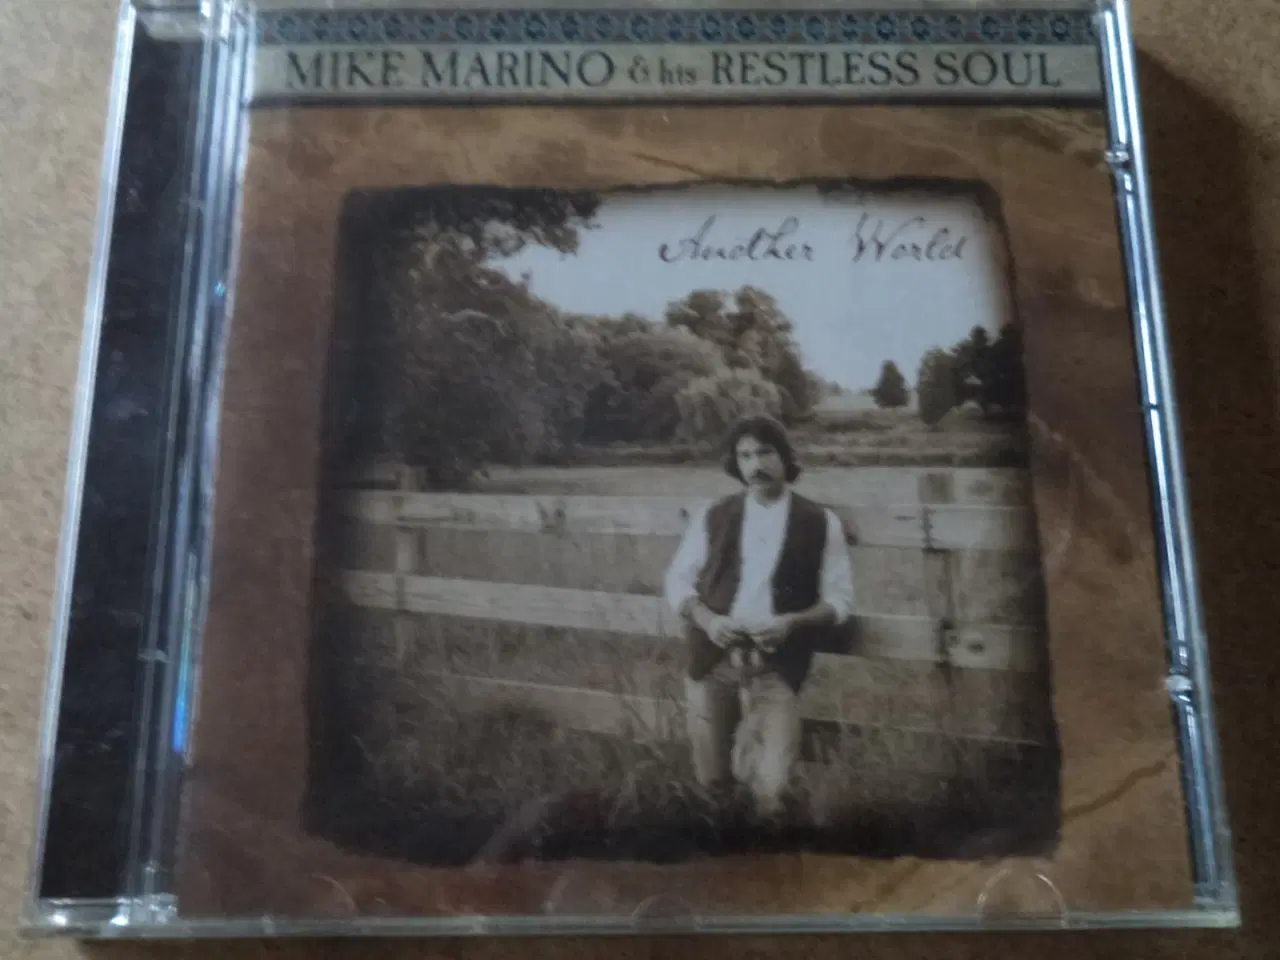 MIKE MARINO & his RESTLESS SOUL
Another World